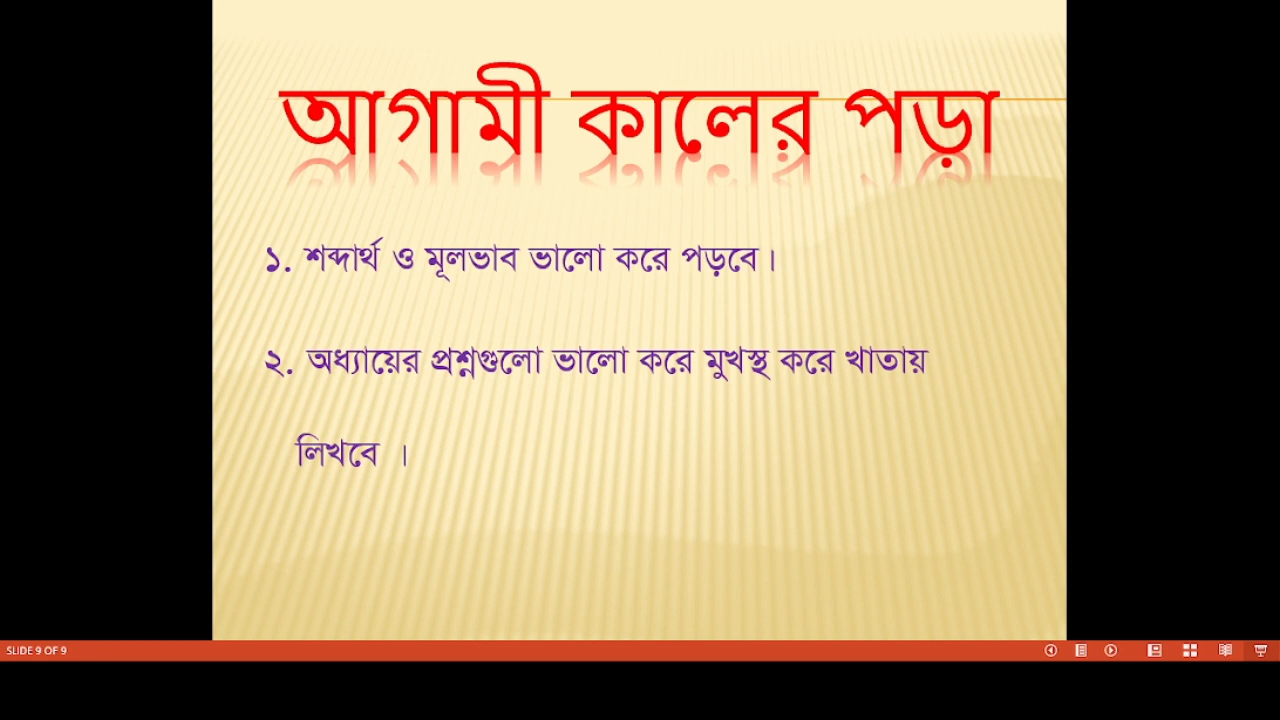 আগামী কালের পড়া
১. শব্দার্থ ও মূলভাব ভালো করে পড়বে।
২. অধ্যায়ের প্রশ্নগুলো ভালো করে মুখস্থ করে খাতায়
লিখবে ।
SLIDE 9 OF 9